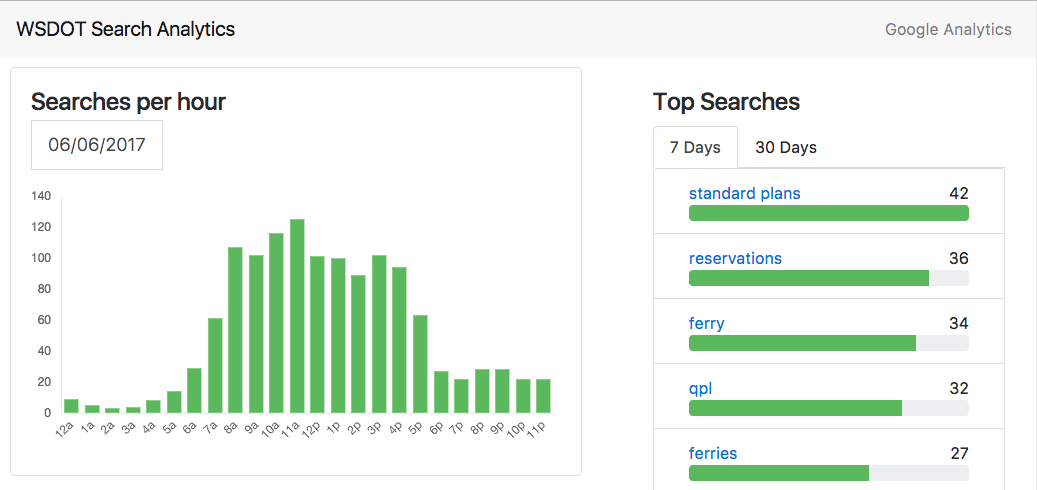 WSDOT Search Analytics
Google Analytics
Searches per hour
06/06/2017
140
120
100
80
60
40
20
0
12a 1a 2a 3a 4a 5a 6a 7a 8a 9a 10a 11a 12p 1p 2p 3p 4p 5p 6p 7p 8p 9p 10p 11p
Top Searches
7 Days 30 Days
standard plans 42
reservations 36
ferry 34
qpl 32
ferries 27